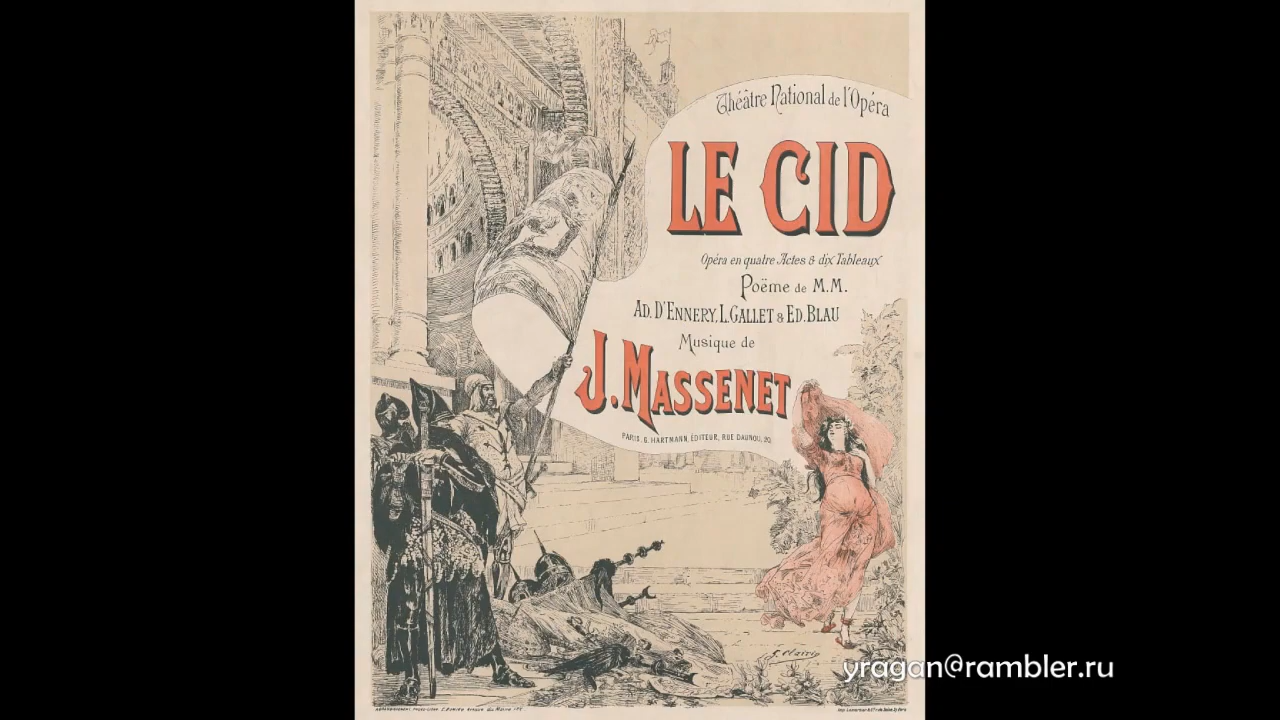 Théâtre National de l'Opéra
LE CID
Opéra en quatre Actes & dix Tableaux
Poëme de M.M.
AD. D'ENNERY, L. GALLET & ED. BLAU
Musique de
J. MASSENET
PARIS, G. HARTMANN, ÉDITEUR, RUE DAUNOU, 20
G. Clairin
yragan@rambler.ru